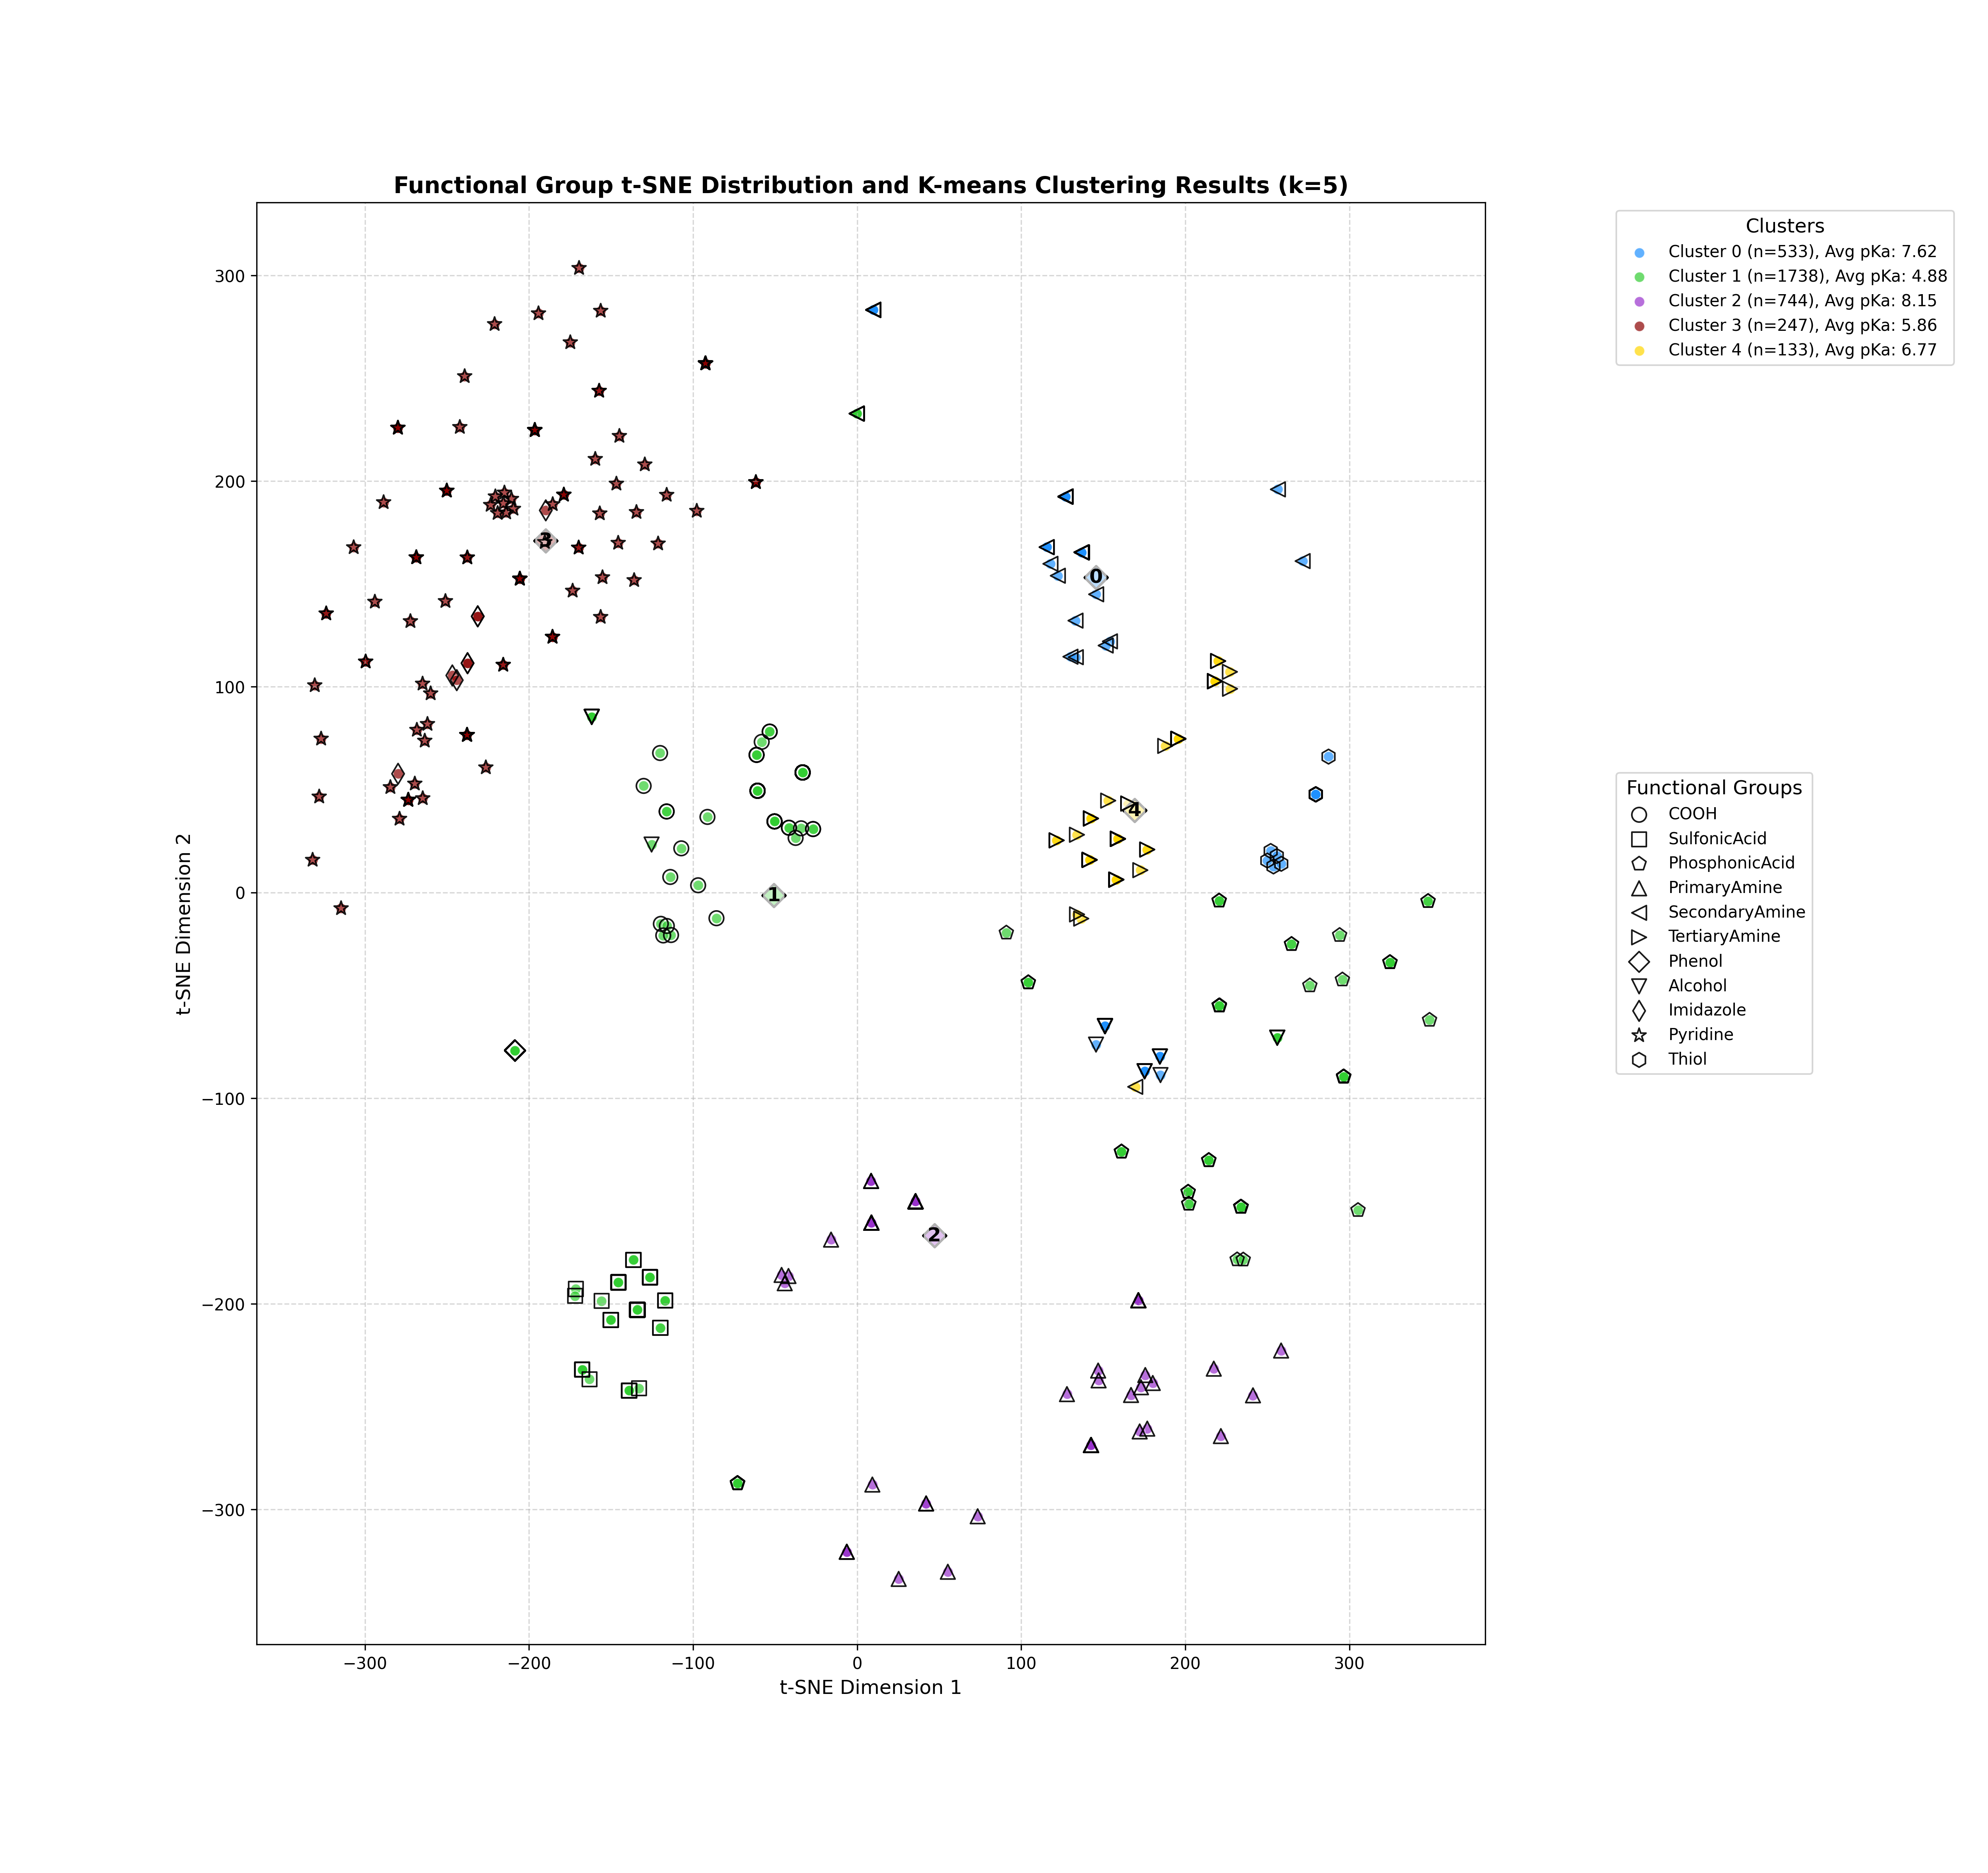 Functional Group t-SNE Distribution and K-means Clustering Results (k=5)
Clusters
Cluster 0 (n=533), Avg pKa: 7.62
Cluster 1 (n=1738), Avg pKa: 4.88
Cluster 2 (n=744), Avg pKa: 8.15
Cluster 3 (n=247), Avg pKa: 5.86
Cluster 4 (n=133), Avg pKa: 6.77
Functional Groups
COOH
SulfonicAcid
PhosphonicAcid
PrimaryAmine
SecondaryAmine
TertiaryAmine
Phenol
Alcohol
Imidazole
Pyridine
Thiol
t-SNE Dimension 2
300
200
100
0
−100
−200
−300
3
0
4
1
2
−300
−200
−100
0
100
200
300
t-SNE Dimension 1